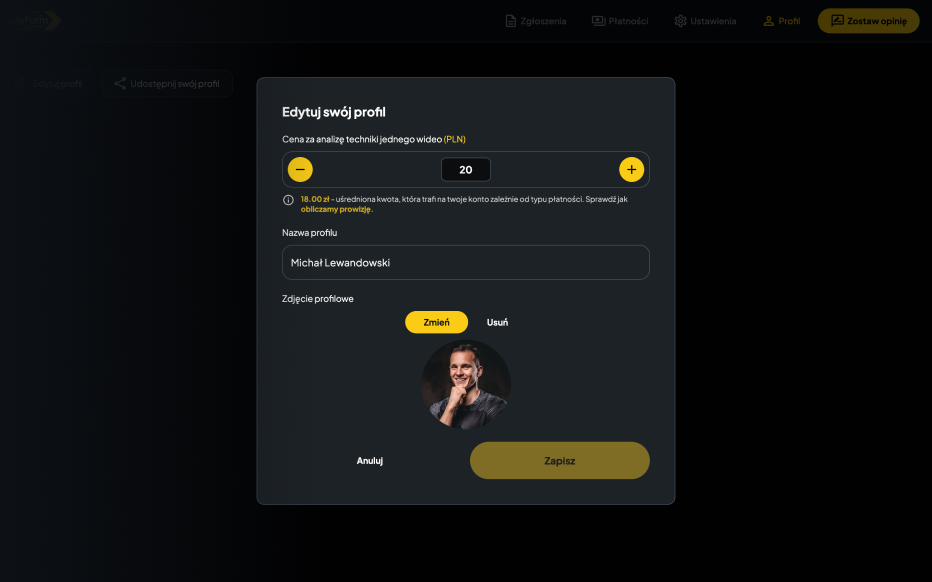 Zgłoszenia
Płatności
Ustawienia
Profil
Zostaw opinię
Edytuj profil
Udostępnij swój profil
Edytuj swój profil
Cena za analizę techniki jednego wideo (PLN)
20
18.00 zł - uśredniona kwota, która trafi na twoje konto zależnie od typu płatności. Sprawdź jak
obliczamy prowizję.
Nazwa profilu
Michał Lewandowski
Zdjęcie profilowe
Zmień
Usuń
Anuluj
Zapisz